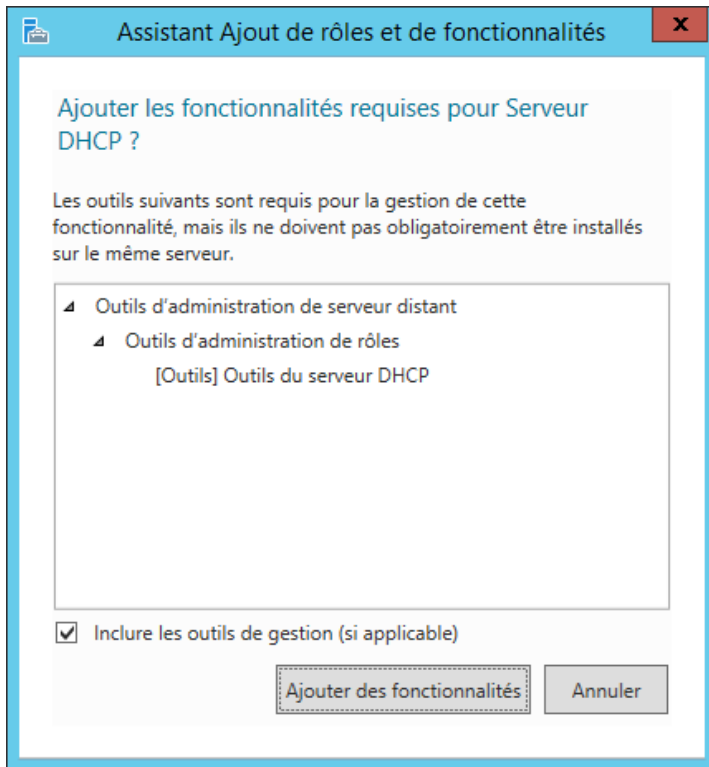 Assistant Ajout de rôles et de fonctionnalités
x
Ajouter les fonctionnalités requises pour Serveur
DHCP ?
Les outils suivants sont requis pour la gestion de cette
fonctionnalité, mais ils ne doivent pas obligatoirement être installés
sur le même serveur.
Outils d'administration de serveur distant
Outils d'administration de rôles
[Outils] Outils du serveur DHCP
Inclure les outils de gestion (si applicable)
Ajouter des fonctionnalités
Annuler